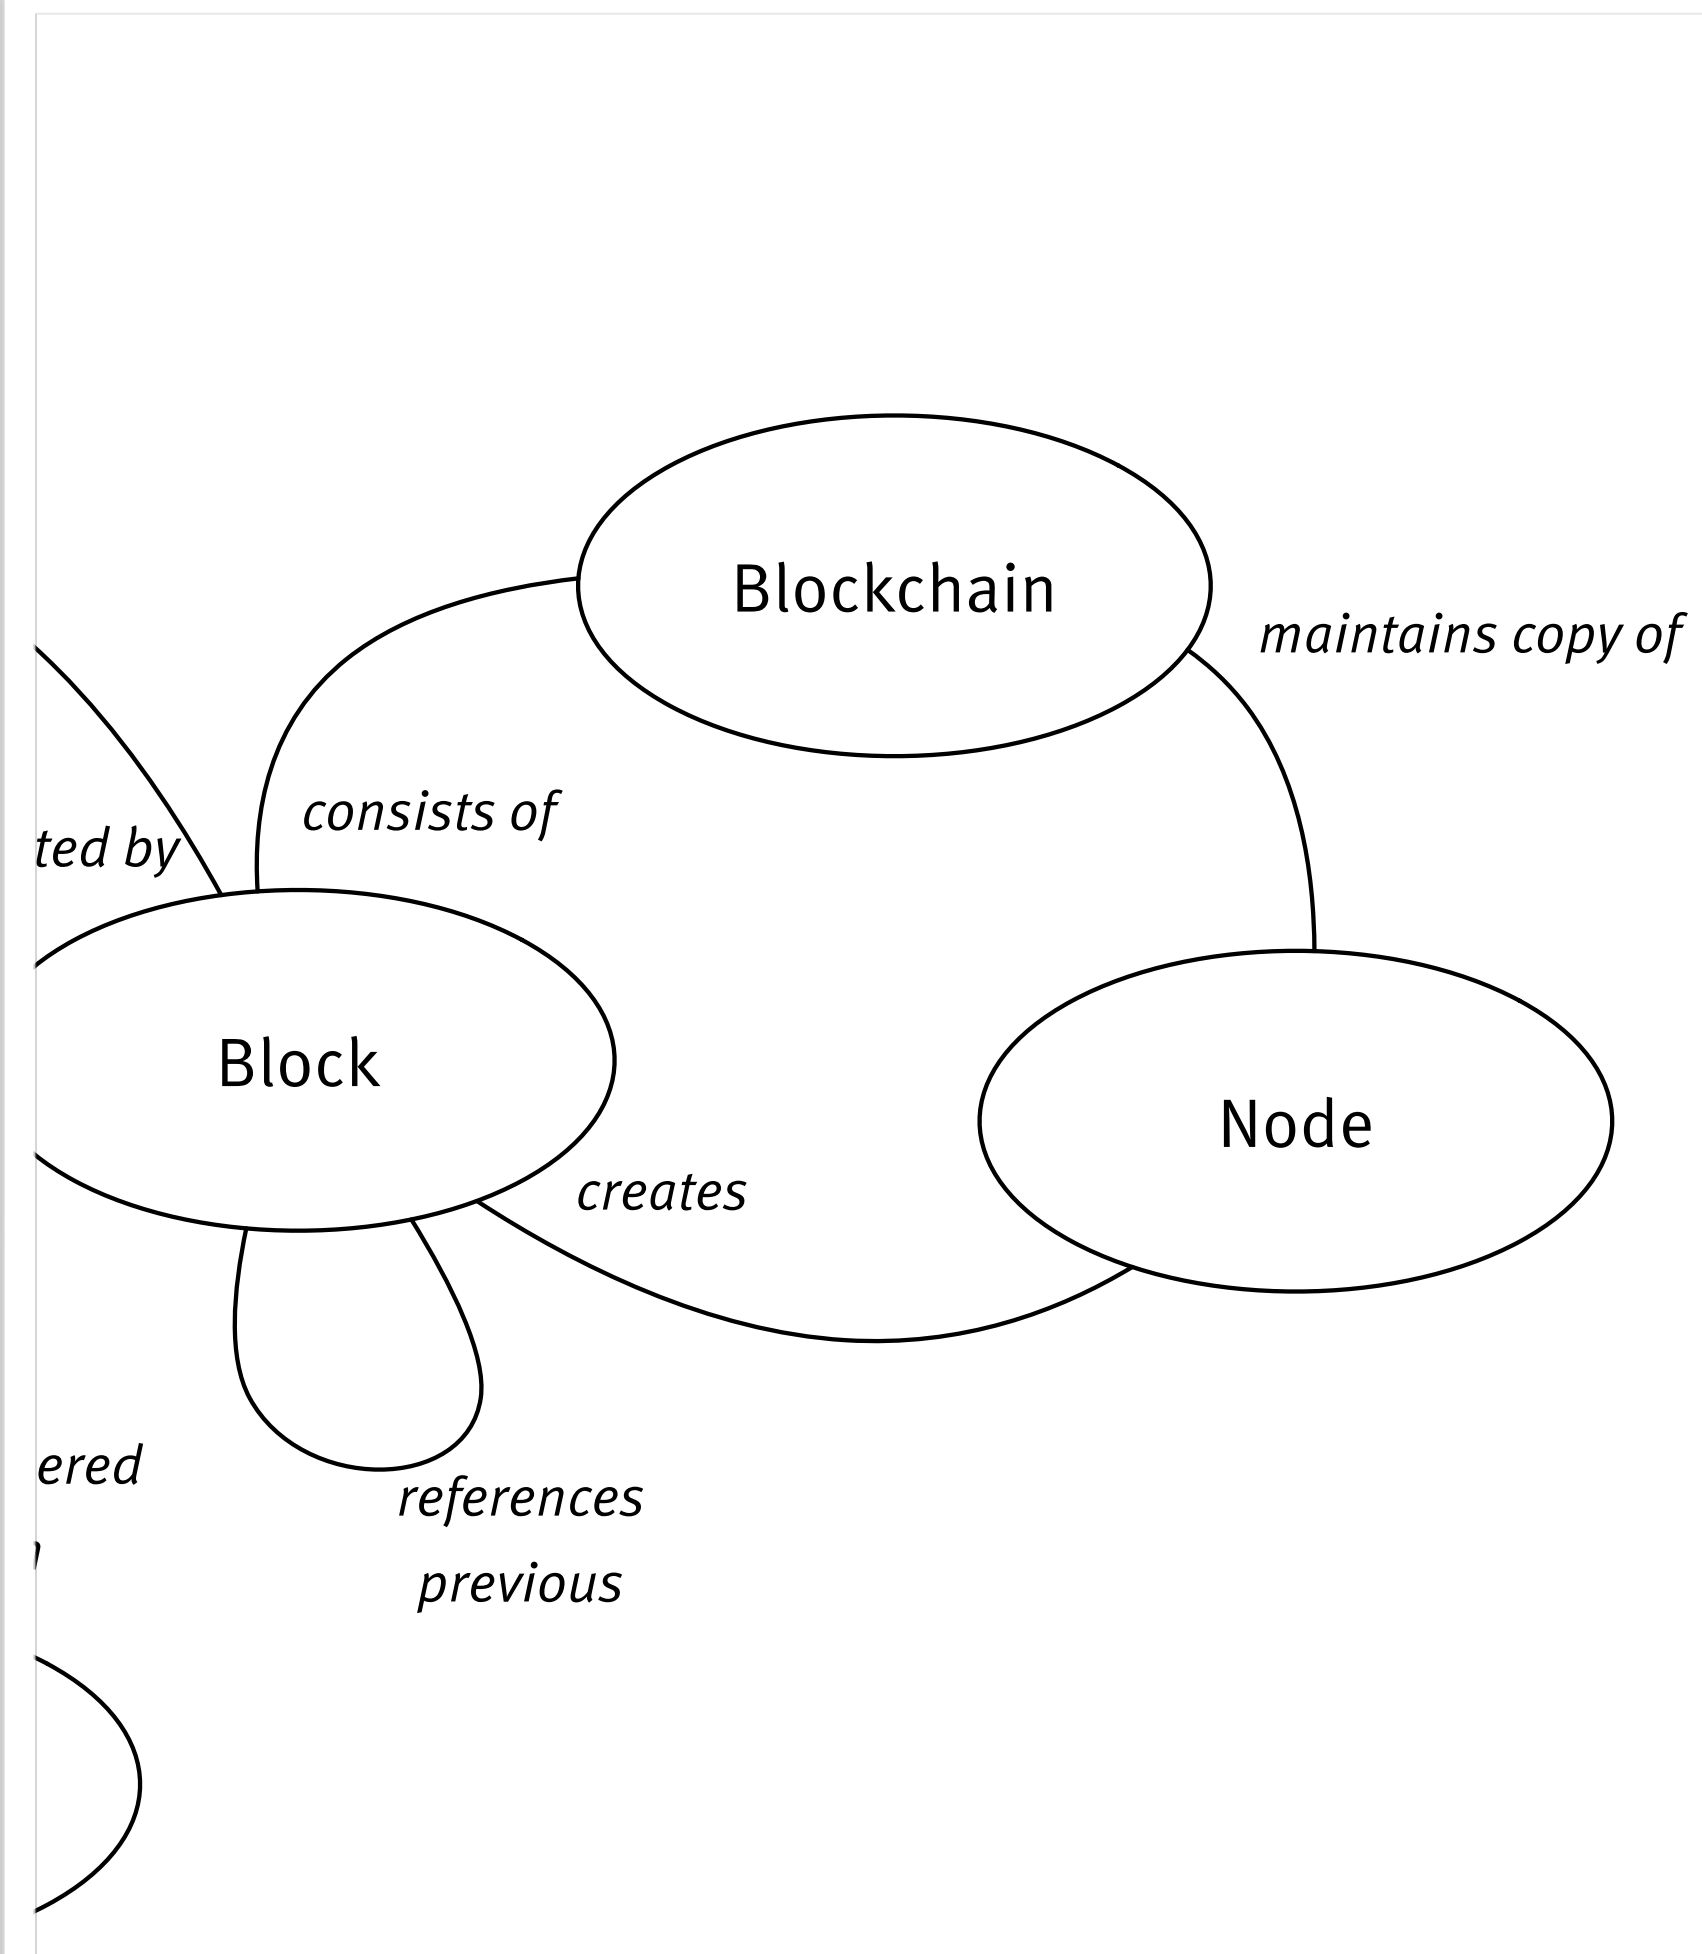 Blockchain
maintains copy of
consists of
ted by
Block
Node
creates
ered
references
previous